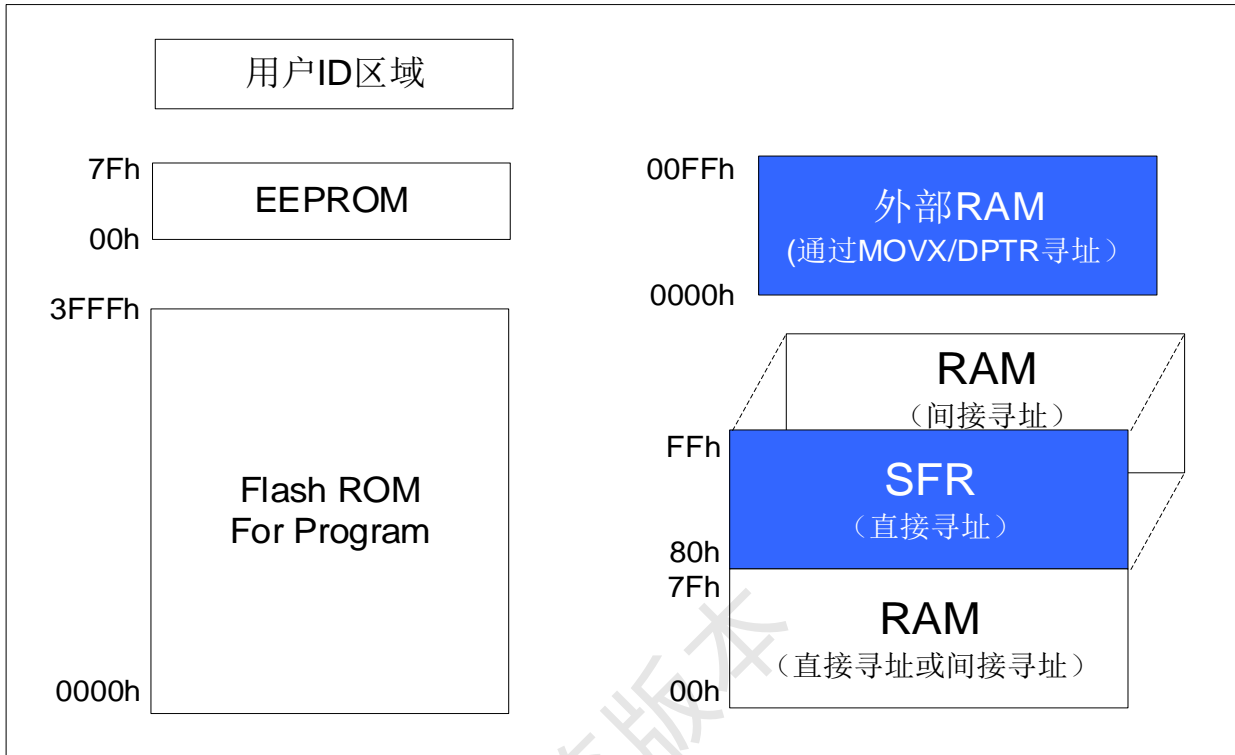 用户ID区域
7Fh
EEPROM
00h
3FFFh
Flash ROM
For Program
0000h
00FFh
外部RAM
(通过MOVX/DPTR寻址）
0000h
RAM
（间接寻址）
FFh
SFR
（直接寻址）
80h
7Fh
RAM
（直接寻址或间接寻址）
00h
版本